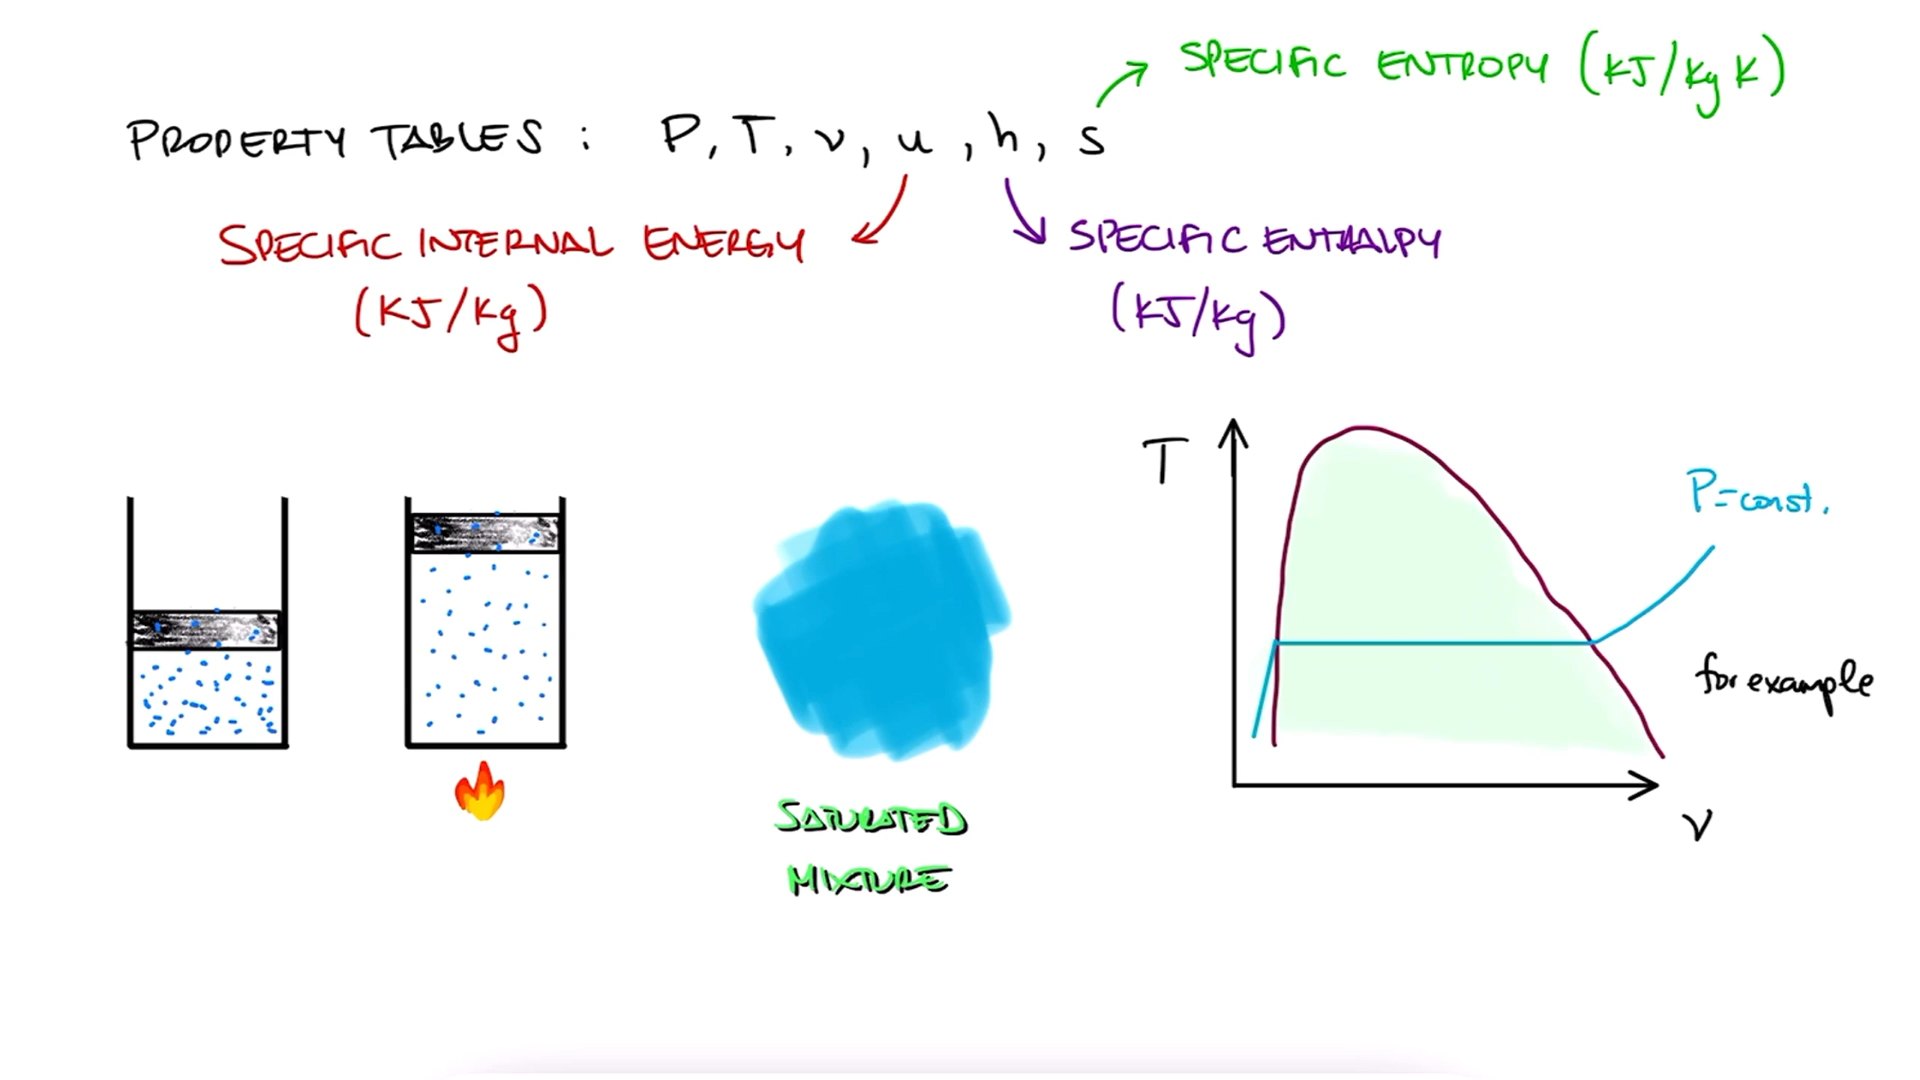 SPECIFIC ENTROPY (KJ/Kg K)
PROPERTY TABLES : P, T, v, u, h, s
SPECIFIC INTERNAL ENERGY
(KJ/Kg)
SPECIFIC ENTHALPY
(KJ/Kg)
T
P=const.
for example
v
SATURATED
MIXTURE